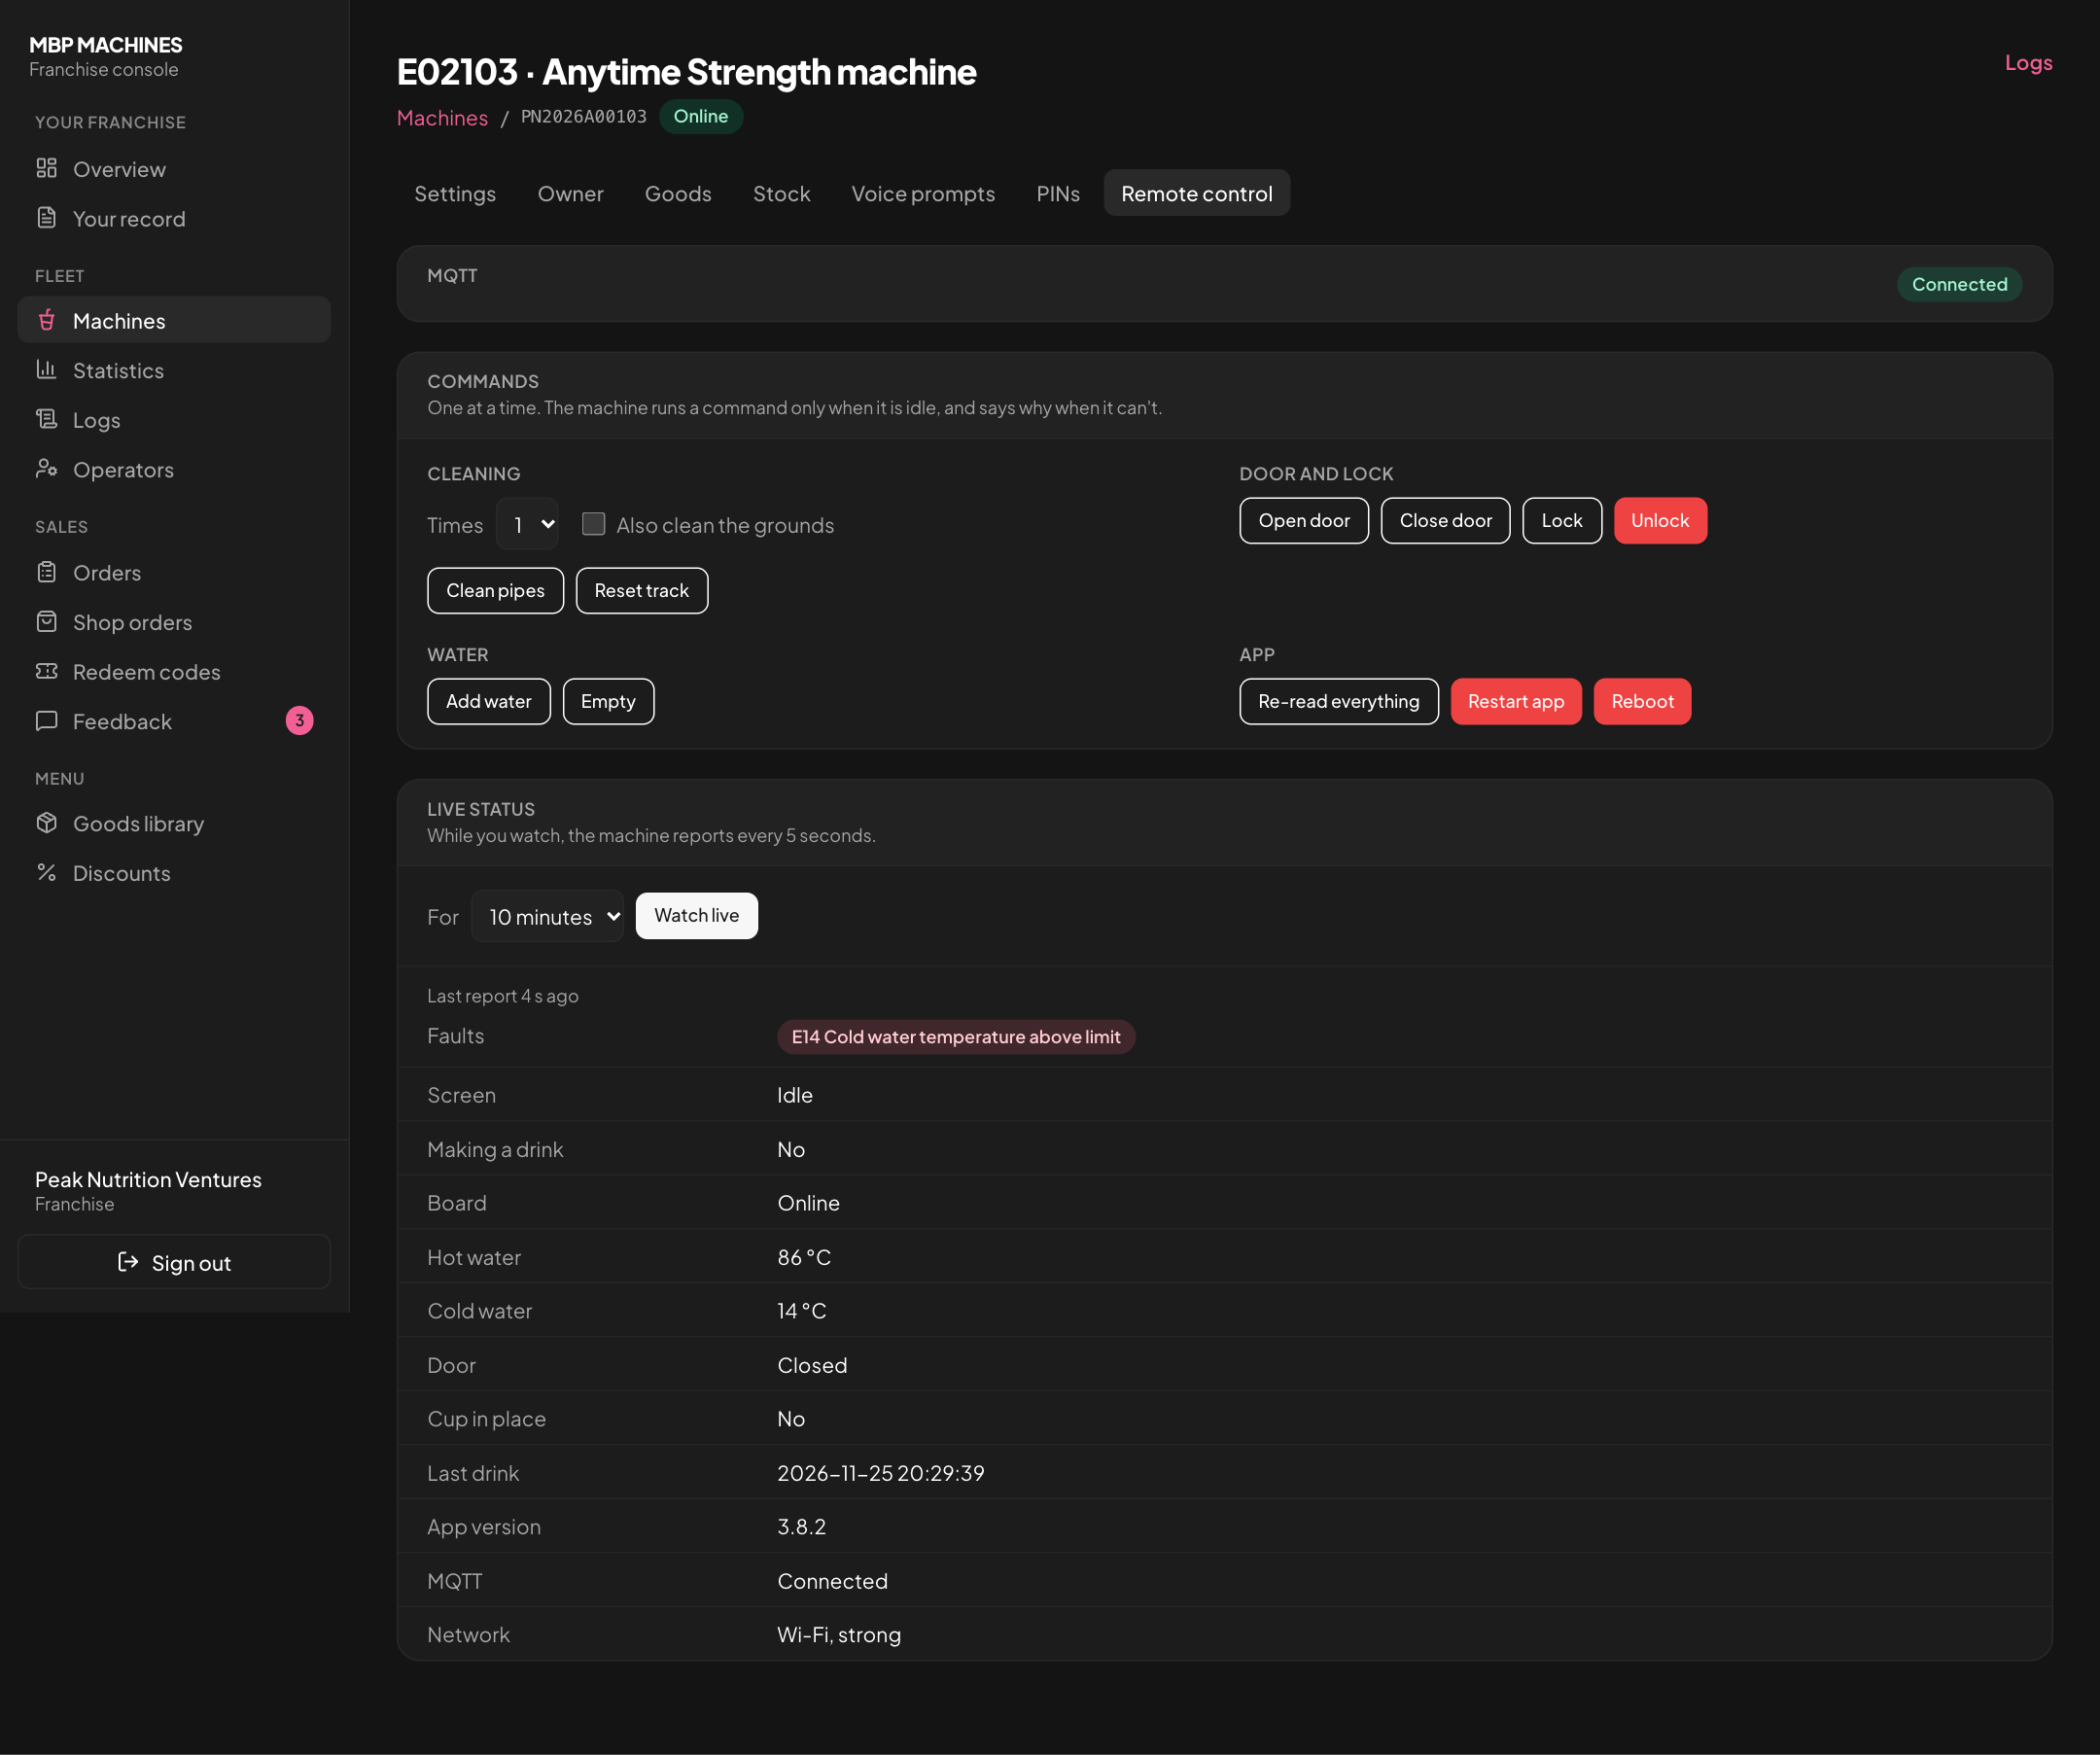 MBP MACHINES
Franchise console
YOUR FRANCHISE
Overview
Your record
FLEET
Machines
Statistics
Logs
Operators
SALES
Orders
Shop orders
Redeem codes
Feedback 3
MENU
Goods library
Discounts
Peak Nutrition Ventures
Franchise
Sign out
E02103 · Anytime Strength machine
Logs
Machines / PN2026A00103 Online
Settings Owner Goods Stock Voice prompts PINs Remote control
MQTT Connected
COMMANDS
One at a time. The machine runs a command only when it is idle, and says why when it can't.
CLEANING
Times 1 Also clean the grounds
Clean pipes Reset track
DOOR AND LOCK
Open door Close door Lock Unlock
WATER
Add water Empty
APP
Re-read everything Restart app Reboot
LIVE STATUS
While you watch, the machine reports every 5 seconds.
For 10 minutes Watch live
Last report 4 s ago
Faults E14 Cold water temperature above limit
Screen Idle
Making a drink No
Board Online
Hot water 86 °C
Cold water 14 °C
Door Closed
Cup in place No
Last drink 2026-11-25 20:29:39
App version 3.8.2
MQTT Connected
Network Wi-Fi, strong